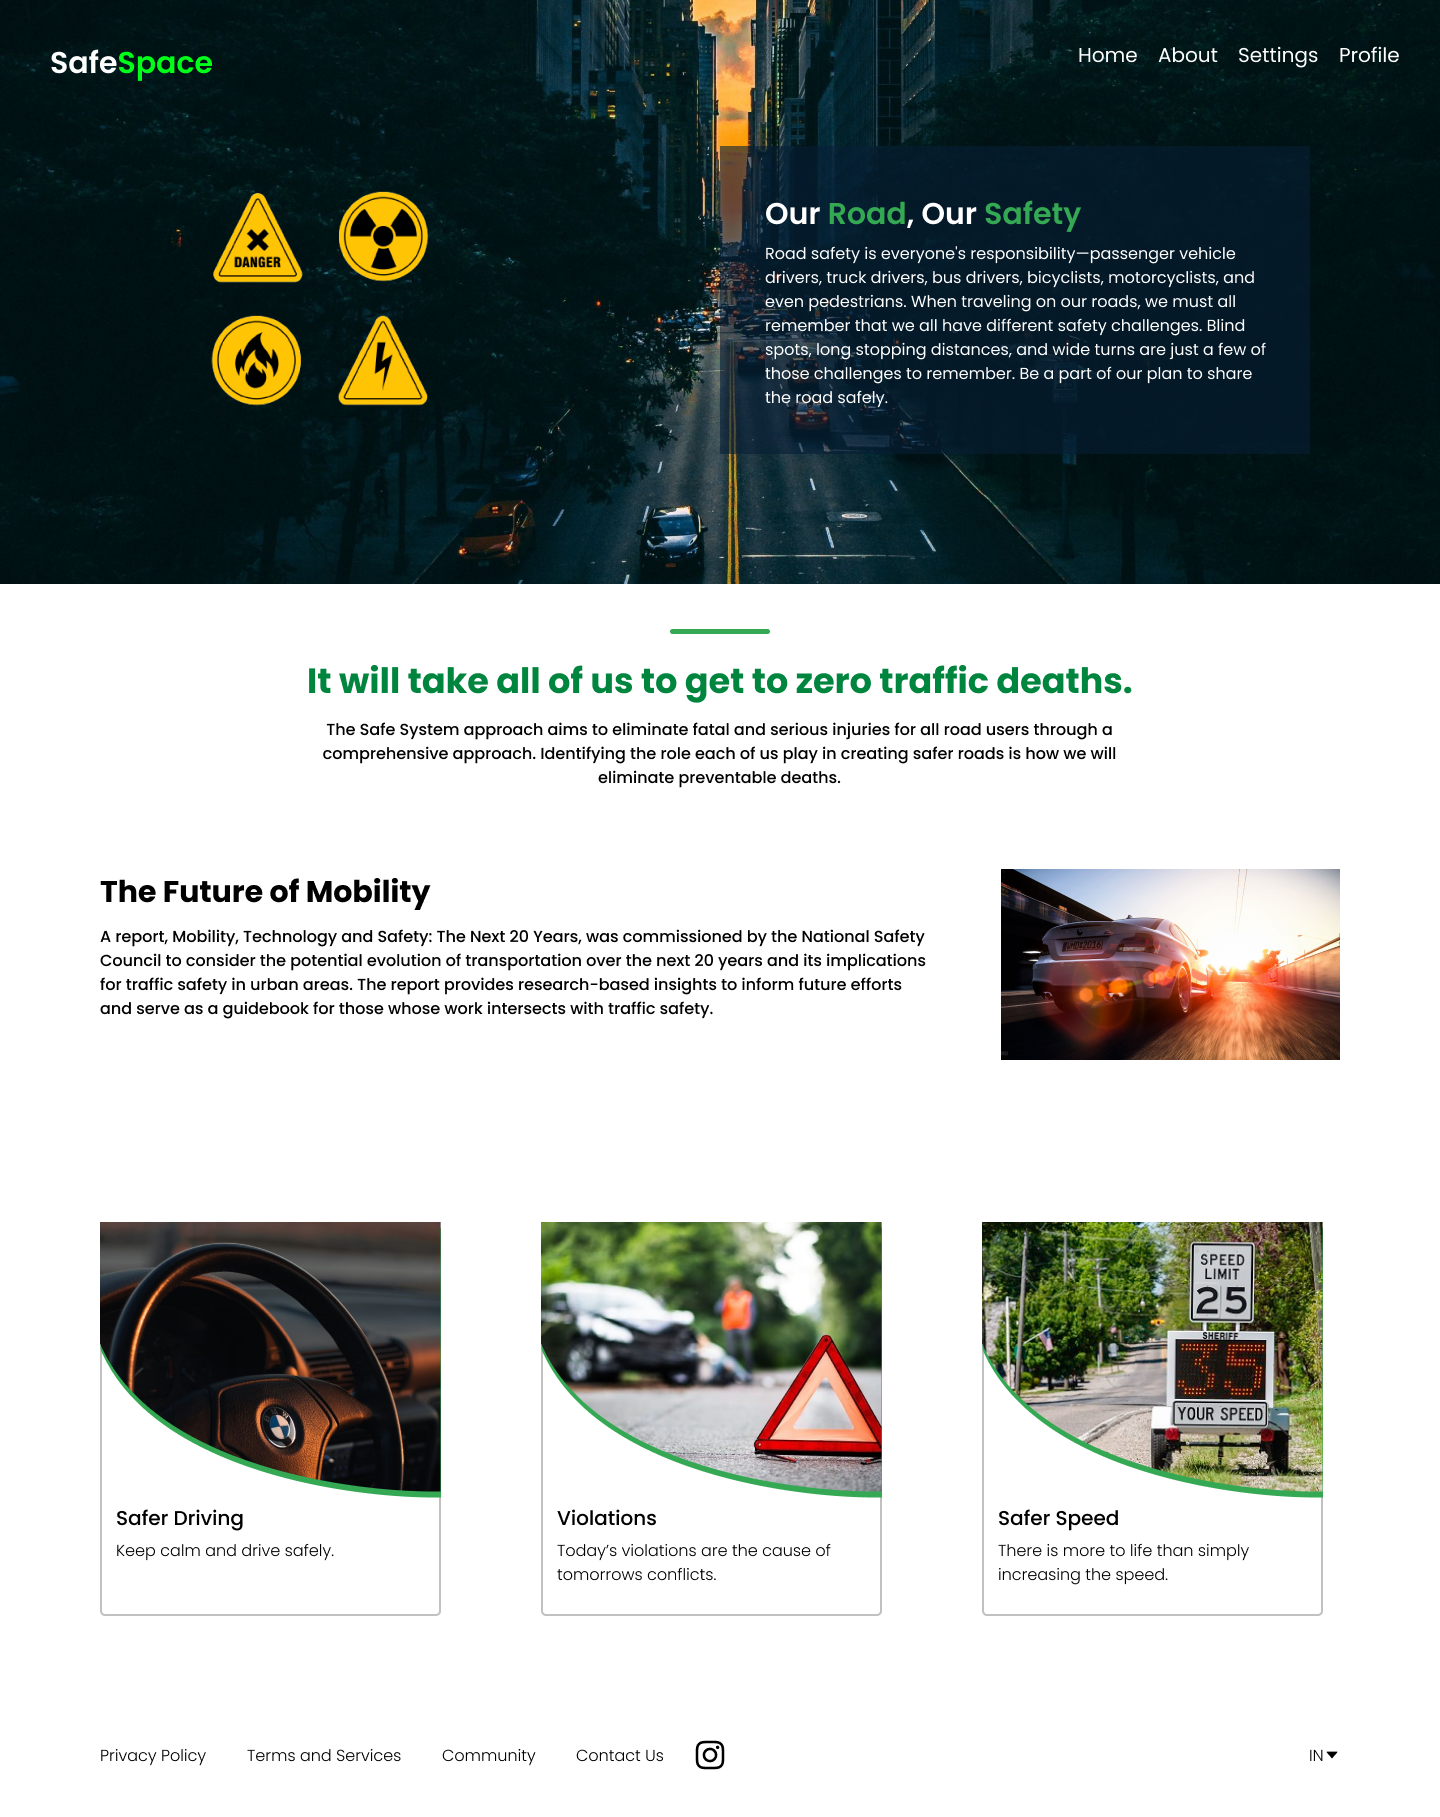 SafeSpace
Home About Settings Profile
DANGER
Our Road, Our Safety
Road safety is everyone's responsibility—passenger vehicle
drivers, truck drivers, bus drivers, bicyclists, motorcyclists, and
even pedestrians. When traveling on our roads, we must all
remember that we all have different safety challenges. Blind
spots, long stopping distances, and wide turns are just a few of
those challenges to remember. Be a part of our plan to share
the road safely.
It will take all of us to get to zero traffic deaths.
The Safe System approach aims to eliminate fatal and serious injuries for all road users through a
comprehensive approach. Identifying the role each of us play in creating safer roads is how we will
eliminate preventable deaths.
The Future of Mobility
A report, Mobility, Technology and Safety: The Next 20 Years, was commissioned by the National Safety
Council to consider the potential evolution of transportation over the next 20 years and its implications
for traffic safety in urban areas. The report provides research-based insights to inform future efforts
and serve as a guidebook for those whose work intersects with traffic safety.
SPEED
LIMIT
25
SHERIFF
35
YOUR SPEED
Safer Driving
Keep calm and drive safely.
Violations
Today's violations are the cause of
tomorrows conflicts.
Safer Speed
There is more to life than simply
increasing the speed.
Privacy Policy Terms and Services Community Contact Us
IN